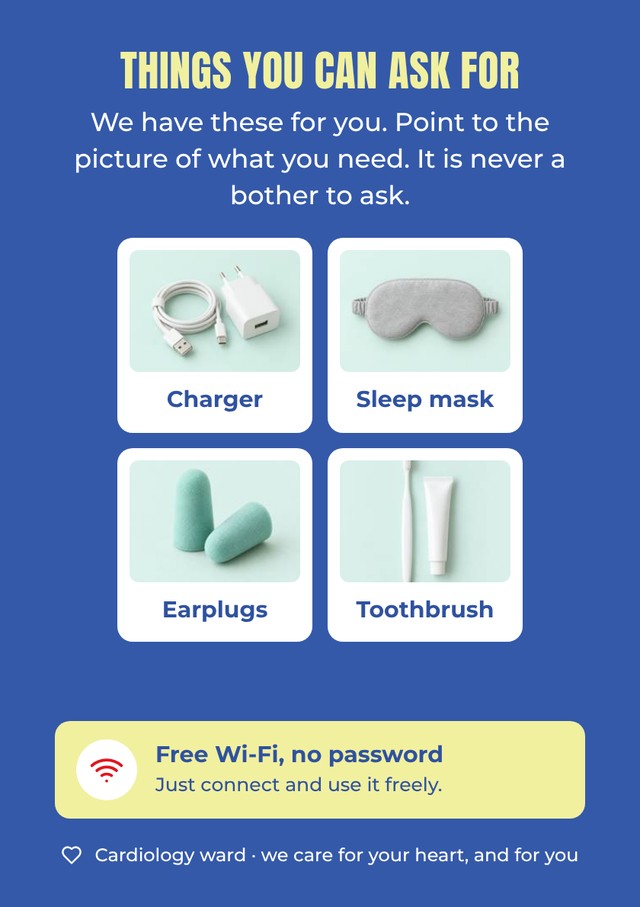 THINGS YOU CAN ASK FOR
We have these for you. Point to the
picture of what you need. It is never a
bother to ask.
Charger
Sleep mask
Earplugs
Toothbrush
Free Wi-Fi, no password
Just connect and use it freely.
Cardiology ward · we care for your heart, and for you